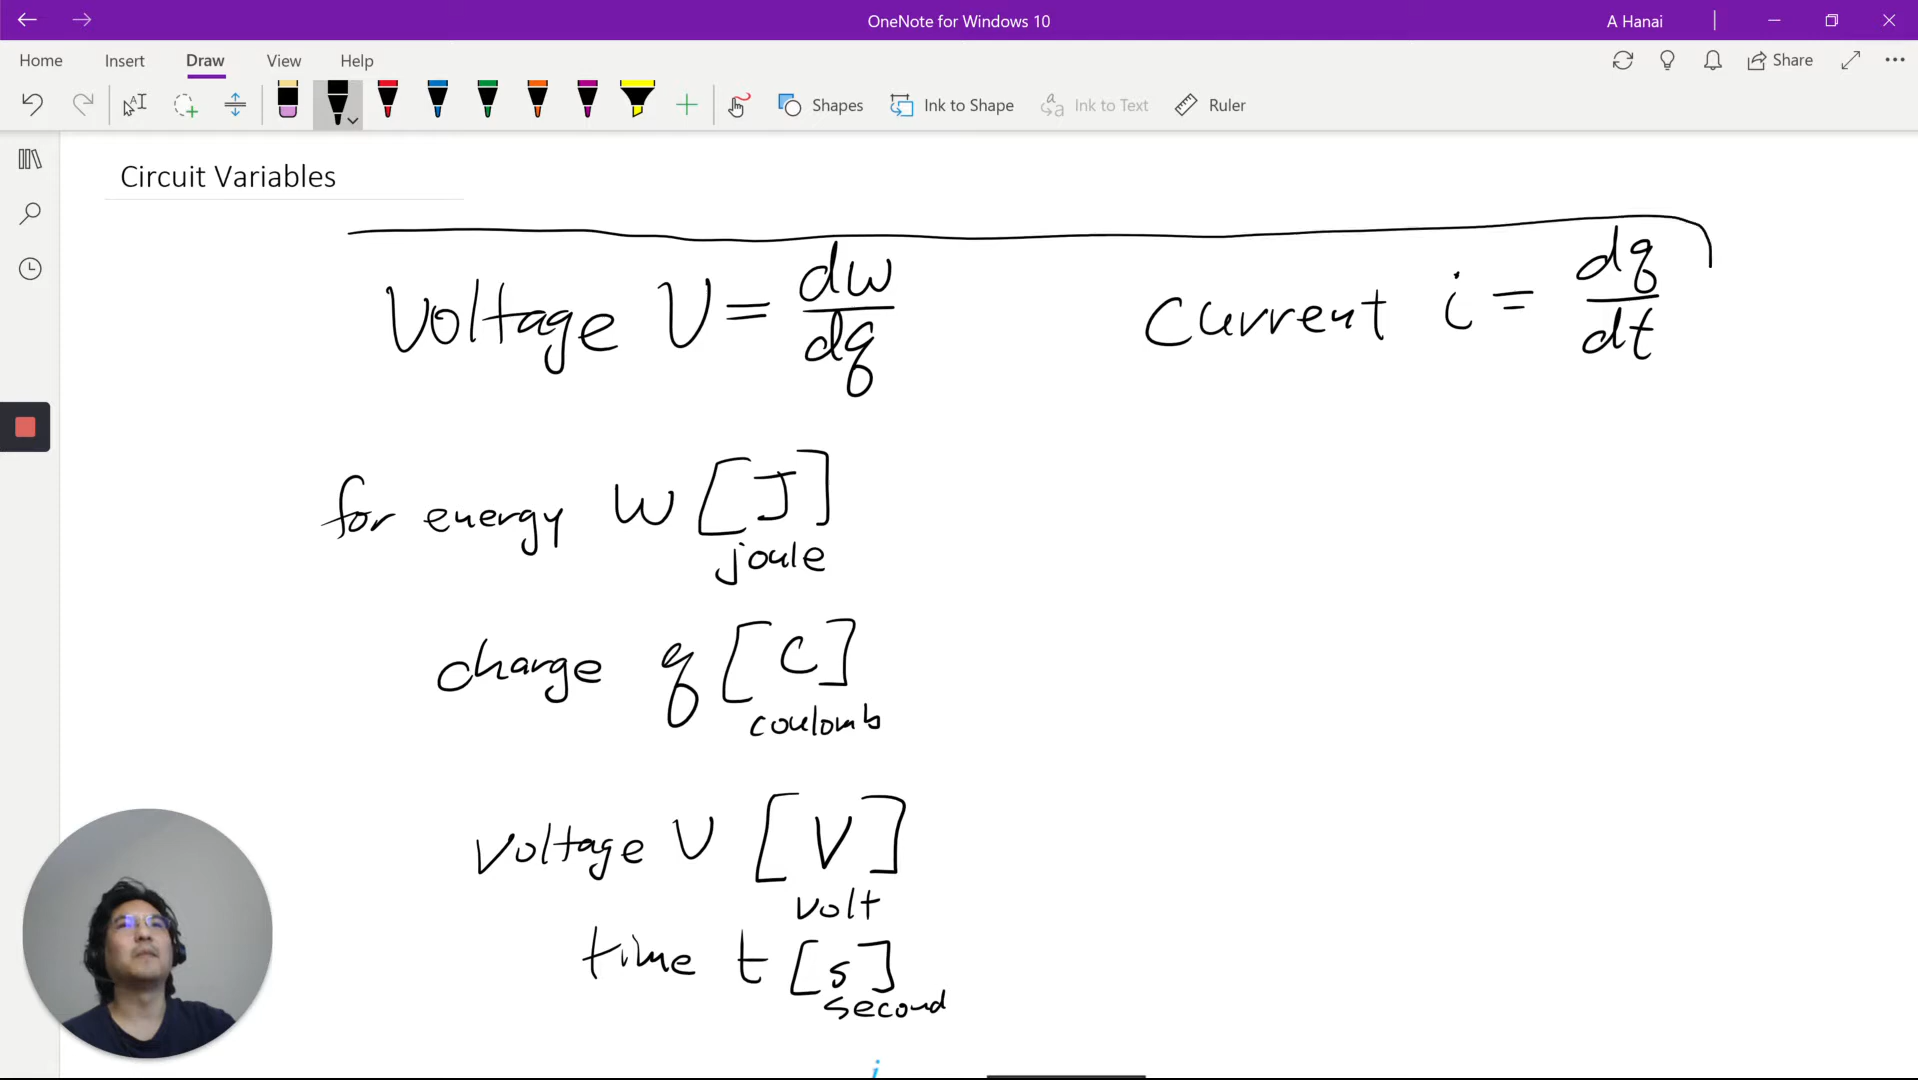 OneNote for Windows 10
A Hanai
Home Insert Draw View Help
Share
Shapes Ink to Shape Ink to Text Ruler
Circuit Variables
Voltage v = dw/dq
Current i = dq/dt
for energy w [J]
joule
charge q [C]
coulomb
voltage v [V]
volt
time t [s]
second
i